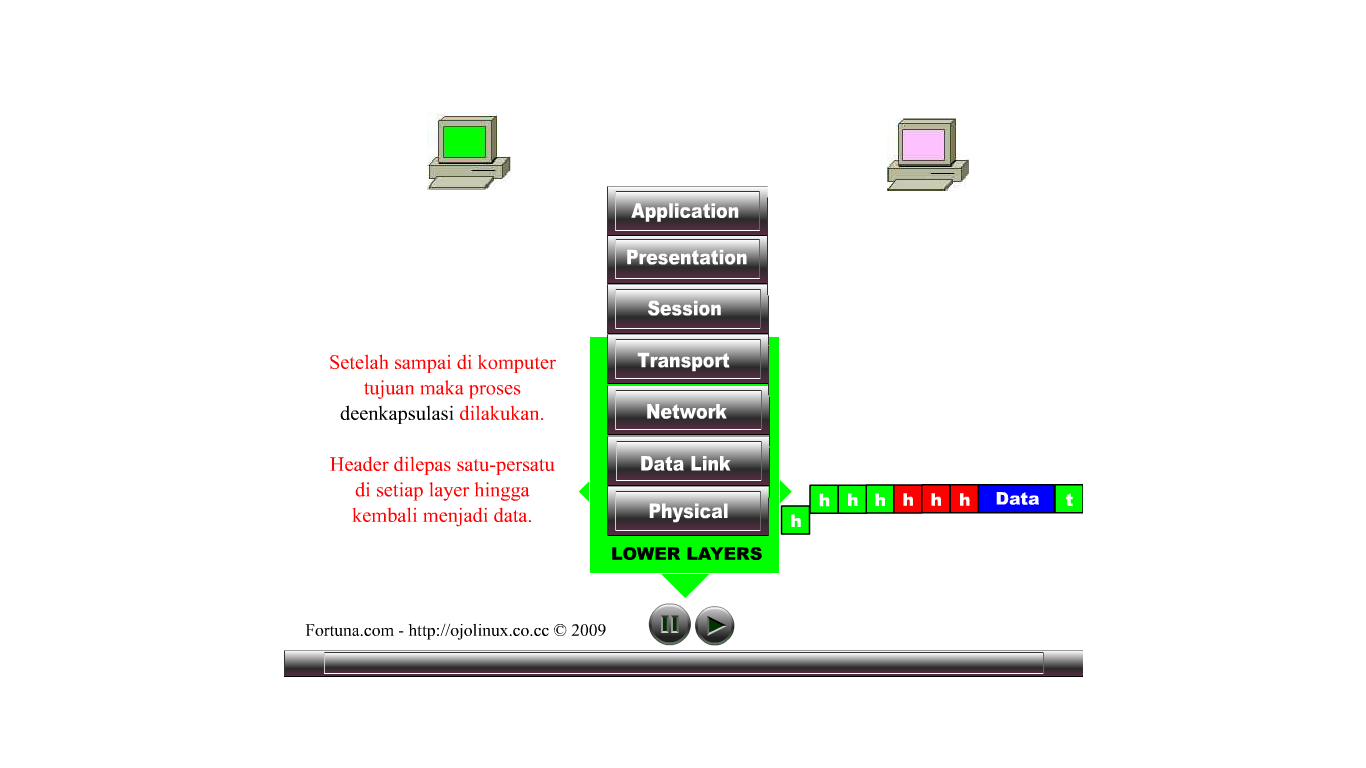 Application
Presentation
Session
Transport
Network
Data Link
Physical
LOWER LAYERS
Setelah sampai di komputer
tujuan maka proses
deenkapsulasi dilakukan.
Header dilepas satu-persatu
di setiap layer hingga
kembali menjadi data.
h
h h h h h h Data t
Fortuna.com - http://ojolinux.co.cc © 2009